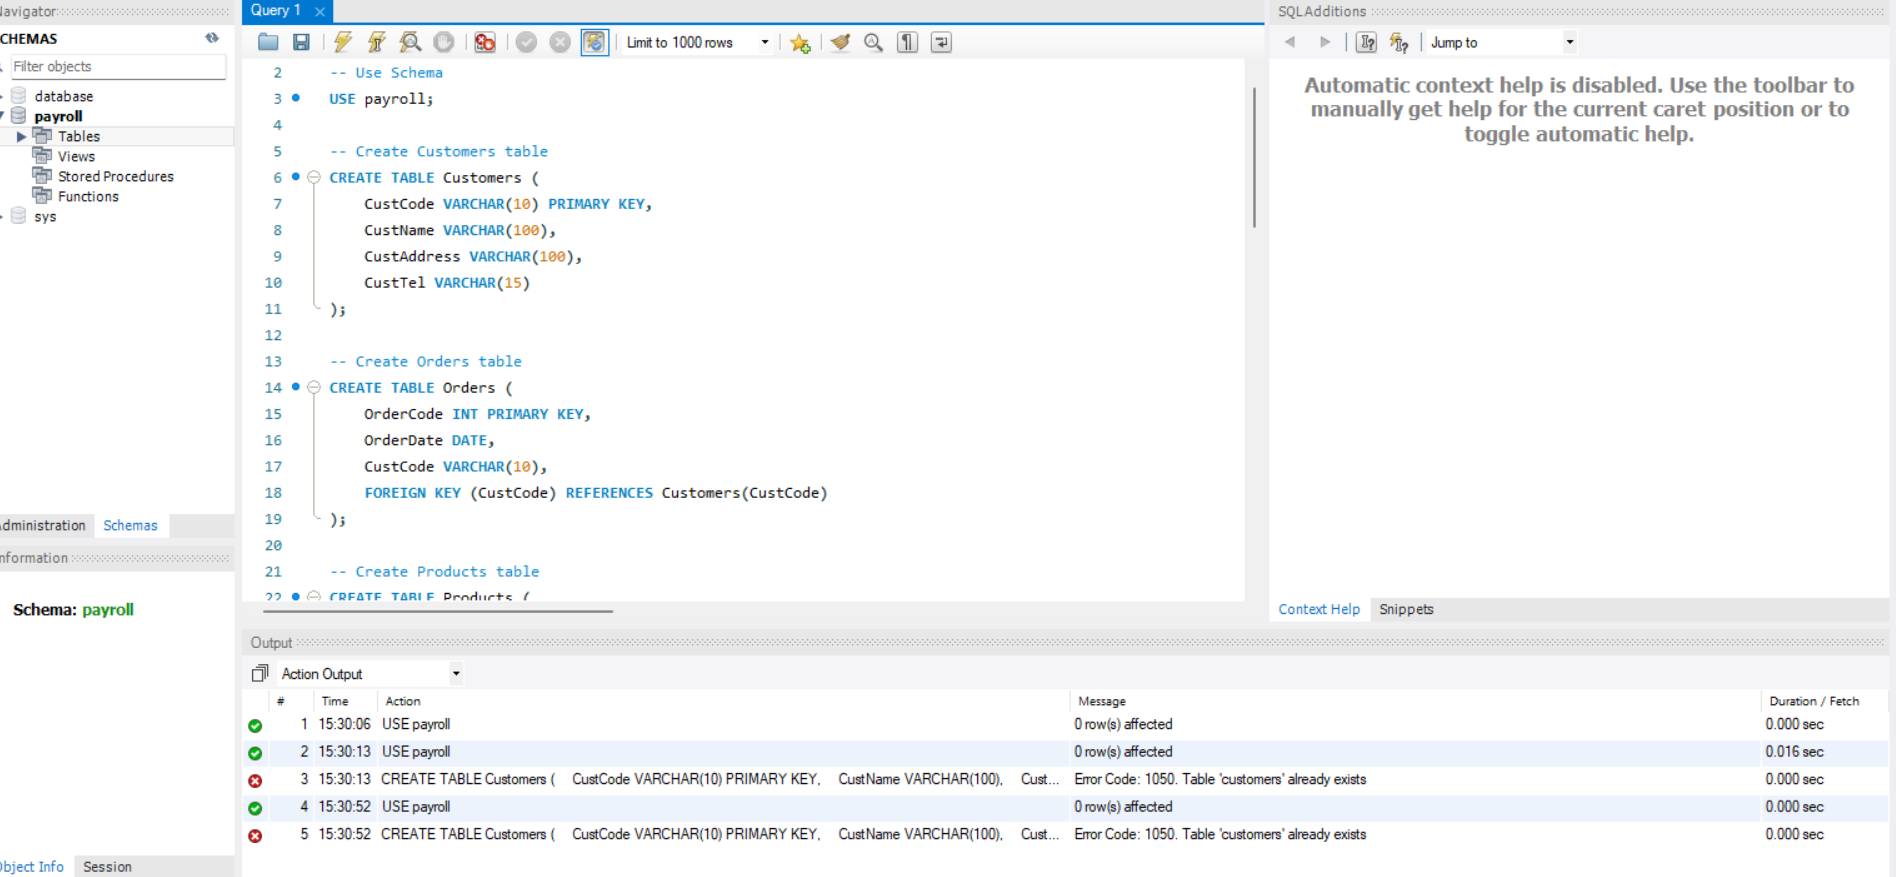 Navigator
SCHEMAS
Filter objects
database
payroll
Tables
Views
Stored Procedures
Functions
sys
Administration Schemas
Information
Schema: payroll
Object Info Session
Query 1
Limit to 1000 rows
2 -- Use Schema
3 USE payroll;
4
5 -- Create Customers table
6 CREATE TABLE Customers (
7 CustCode VARCHAR(10) PRIMARY KEY,
8 CustName VARCHAR(100),
9 CustAddress VARCHAR(100),
10 CustTel VARCHAR(15)
11 );
12
13 -- Create Orders table
14 CREATE TABLE Orders (
15 OrderCode INT PRIMARY KEY,
16 OrderDate DATE,
17 CustCode VARCHAR(10),
18 FOREIGN KEY (CustCode) REFERENCES Customers(CustCode)
19 );
20
21 -- Create Products table
22 CREATE TABLE Products (
SQLAdditions
Jump to
Automatic context help is disabled. Use the toolbar to
manually get help for the current caret position or to
toggle automatic help.
Context Help Snippets
Output
Action Output
# Time Action Message Duration / Fetch
1 15:30:06 USE payroll 0 row(s) affected 0.000 sec
2 15:30:13 USE payroll 0 row(s) affected 0.016 sec
3 15:30:13 CREATE TABLE Customers ( CustCode VARCHAR(10) PRIMARY KEY, CustName VARCHAR(100), Cust... Error Code: 1050. Table 'customers' already exists 0.000 sec
4 15:30:52 USE payroll 0 row(s) affected 0.000 sec
5 15:30:52 CREATE TABLE Customers ( CustCode VARCHAR(10) PRIMARY KEY, CustName VARCHAR(100), Cust... Error Code: 1050. Table 'customers' already exists 0.000 sec